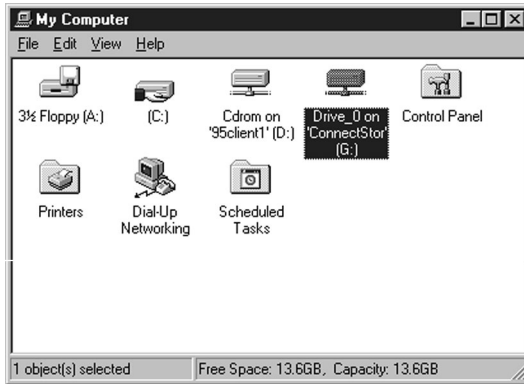 My Computer
File Edit View Help
3½ Floppy (A:)
(C:)
Cdrom on
'95client1' (D:)
Drive_0 on
'ConnectStor'
(G:)
Control Panel
Printers
Dial-Up
Networking
Scheduled
Tasks
1 object(s) selected
Free Space: 13.6GB, Capacity: 13.6GB